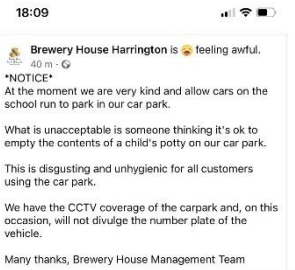 18:09
Brewery House Harrington is 😩 feeling awful.
40 m ·
*NOTICE*
At the moment we are very kind and allow cars on the
school run to park in our car park.
What is unacceptable is someone thinking it's ok to
empty the contents of a child's potty on our car park.
This is disgusting and unhygienic for all customers
using the car park.
We have the CCTV coverage of the carpark and, on this
occasion, will not divulge the number plate of the
vehicle.
Many thanks, Brewery House Management Team